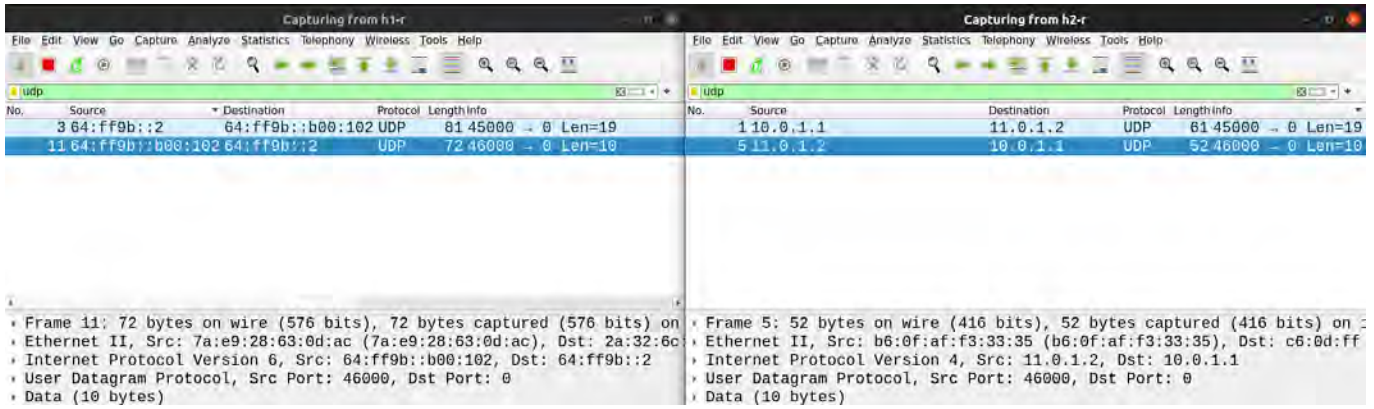 Capturing from h1-r
File Edit View Go Capture Analyze Statistics Telephony Wireless Tools Help
udp
No. Source Destination Protocol Length Info
3 64:ff9b::2 64:ff9b::b00:102 UDP 81 45000 → 0 Len=19
11 64:ff9b::b00:102 64:ff9b::2 UDP 72 46000 → 0 Len=10
Frame 11: 72 bytes on wire (576 bits), 72 bytes captured (576 bits) on
Ethernet II, Src: 7a:e9:28:63:0d:ac (7a:e9:28:63:0d:ac), Dst: 2a:32:6c:
Internet Protocol Version 6, Src: 64:ff9b::b00:102, Dst: 64:ff9b::2
User Datagram Protocol, Src Port: 46000, Dst Port: 0
Data (10 bytes)
Capturing from h2-r
File Edit View Go Capture Analyze Statistics Telephony Wireless Tools Help
udp
No. Source Destination Protocol Length Info
1 10.0.1.1 11.0.1.2 UDP 61 45000 → 0 Len=19
5 11.0.1.2 10.0.1.1 UDP 52 46000 → 0 Len=10
Frame 5: 52 bytes on wire (416 bits), 52 bytes captured (416 bits) on
Ethernet II, Src: b6:0f:af:f3:33:35 (b6:0f:af:f3:33:35), Dst: c6:0d:ff
Internet Protocol Version 4, Src: 11.0.1.2, Dst: 10.0.1.1
User Datagram Protocol, Src Port: 46000, Dst Port: 0
Data (10 bytes)